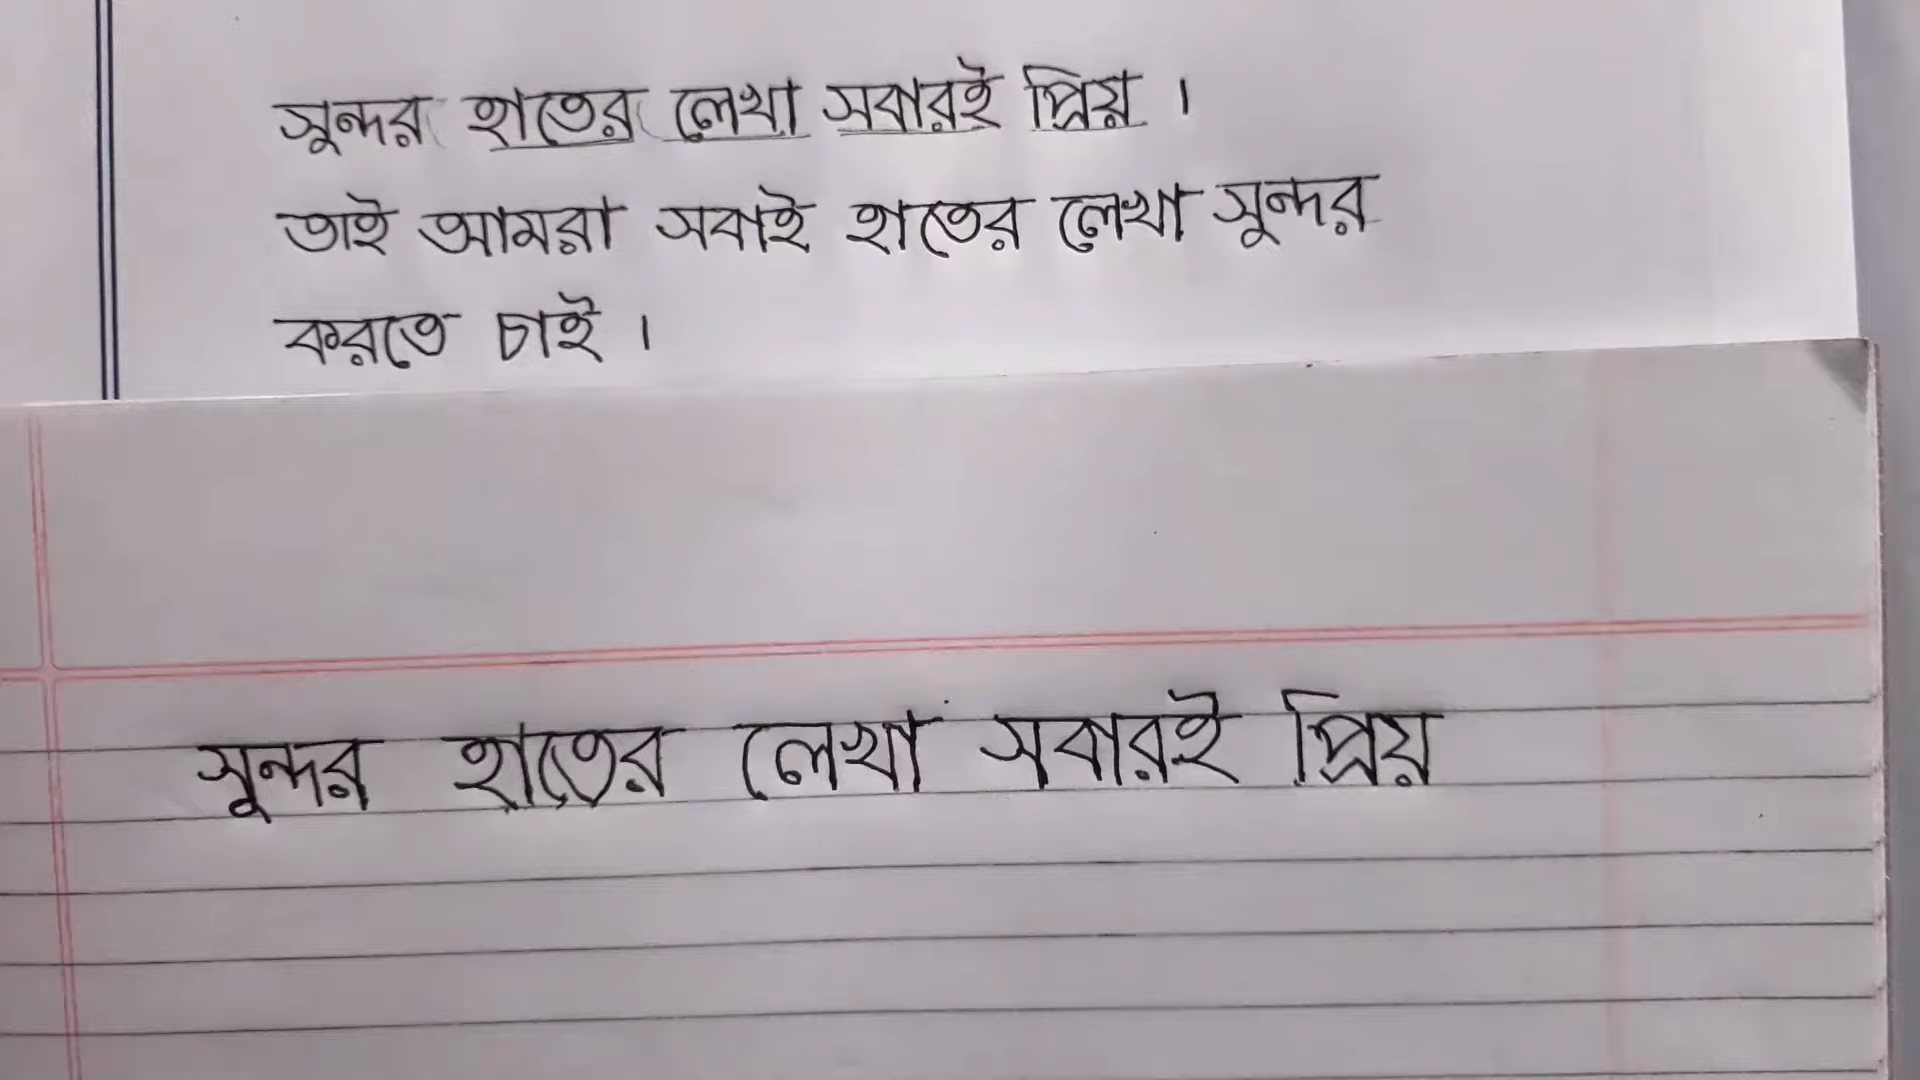 সুন্দর হাতের লেখা সবারই প্রিয় ।
তাই আমরা সবাই হাতের লেখা সুন্দর
করতে চাই ।
সুন্দর হাতের লেখা সবারই প্রিয়